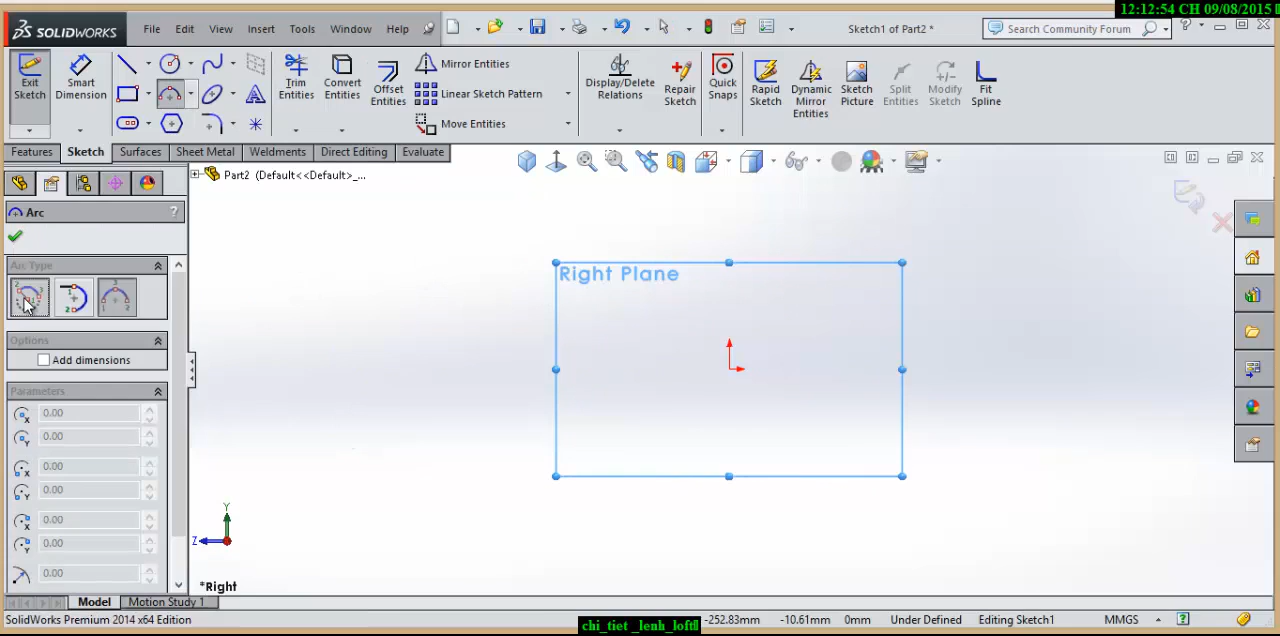 12:12:54 CH 09/08/2015
SOLIDWORKS
File Edit View Insert Tools Window Help
Sketch1 of Part2 *
Search Community Forum
Exit Sketch
Smart Dimension
Trim Entities
Convert Entities
Offset Entities
Mirror Entities
Linear Sketch Pattern
Move Entities
Display/Delete Relations
Repair Sketch
Quick Snaps
Rapid Sketch
Dynamic Mirror Entities
Sketch Picture
Split Entities
Modify Sketch
Fit Spline
Features Sketch Surfaces Sheet Metal Weldments Direct Editing Evaluate
Part2 (Default<<Default>_...
Arc ?
Arc Type
Options
Add dimensions
Parameters
0.00
0.00
0.00
0.00
0.00
0.00
0.00
Right Plane
Y
Z
*Right
Model Motion Study 1
SolidWorks Premium 2014 x64 Edition
chi_tiet _lenh_loft
-252.83mm -10.61mm 0mm Under Defined Editing Sketch1 MMGS